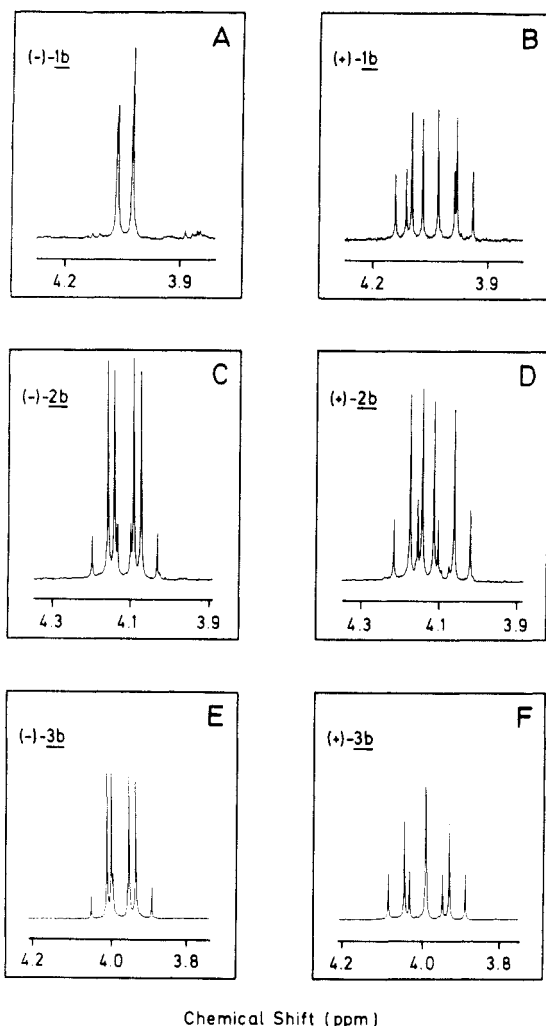 A
(-)-1b
4.2 3.9
B
(+)-1b
4.2 3.9
C
(-)-2b
4.3 4.1 3.9
D
(+)-2b
4.3 4.1 3.9
E
(-)-3b
4.2 4.0 3.8
F
(+)-3b
4.2 4.0 3.8
Chemical Shift (ppm)